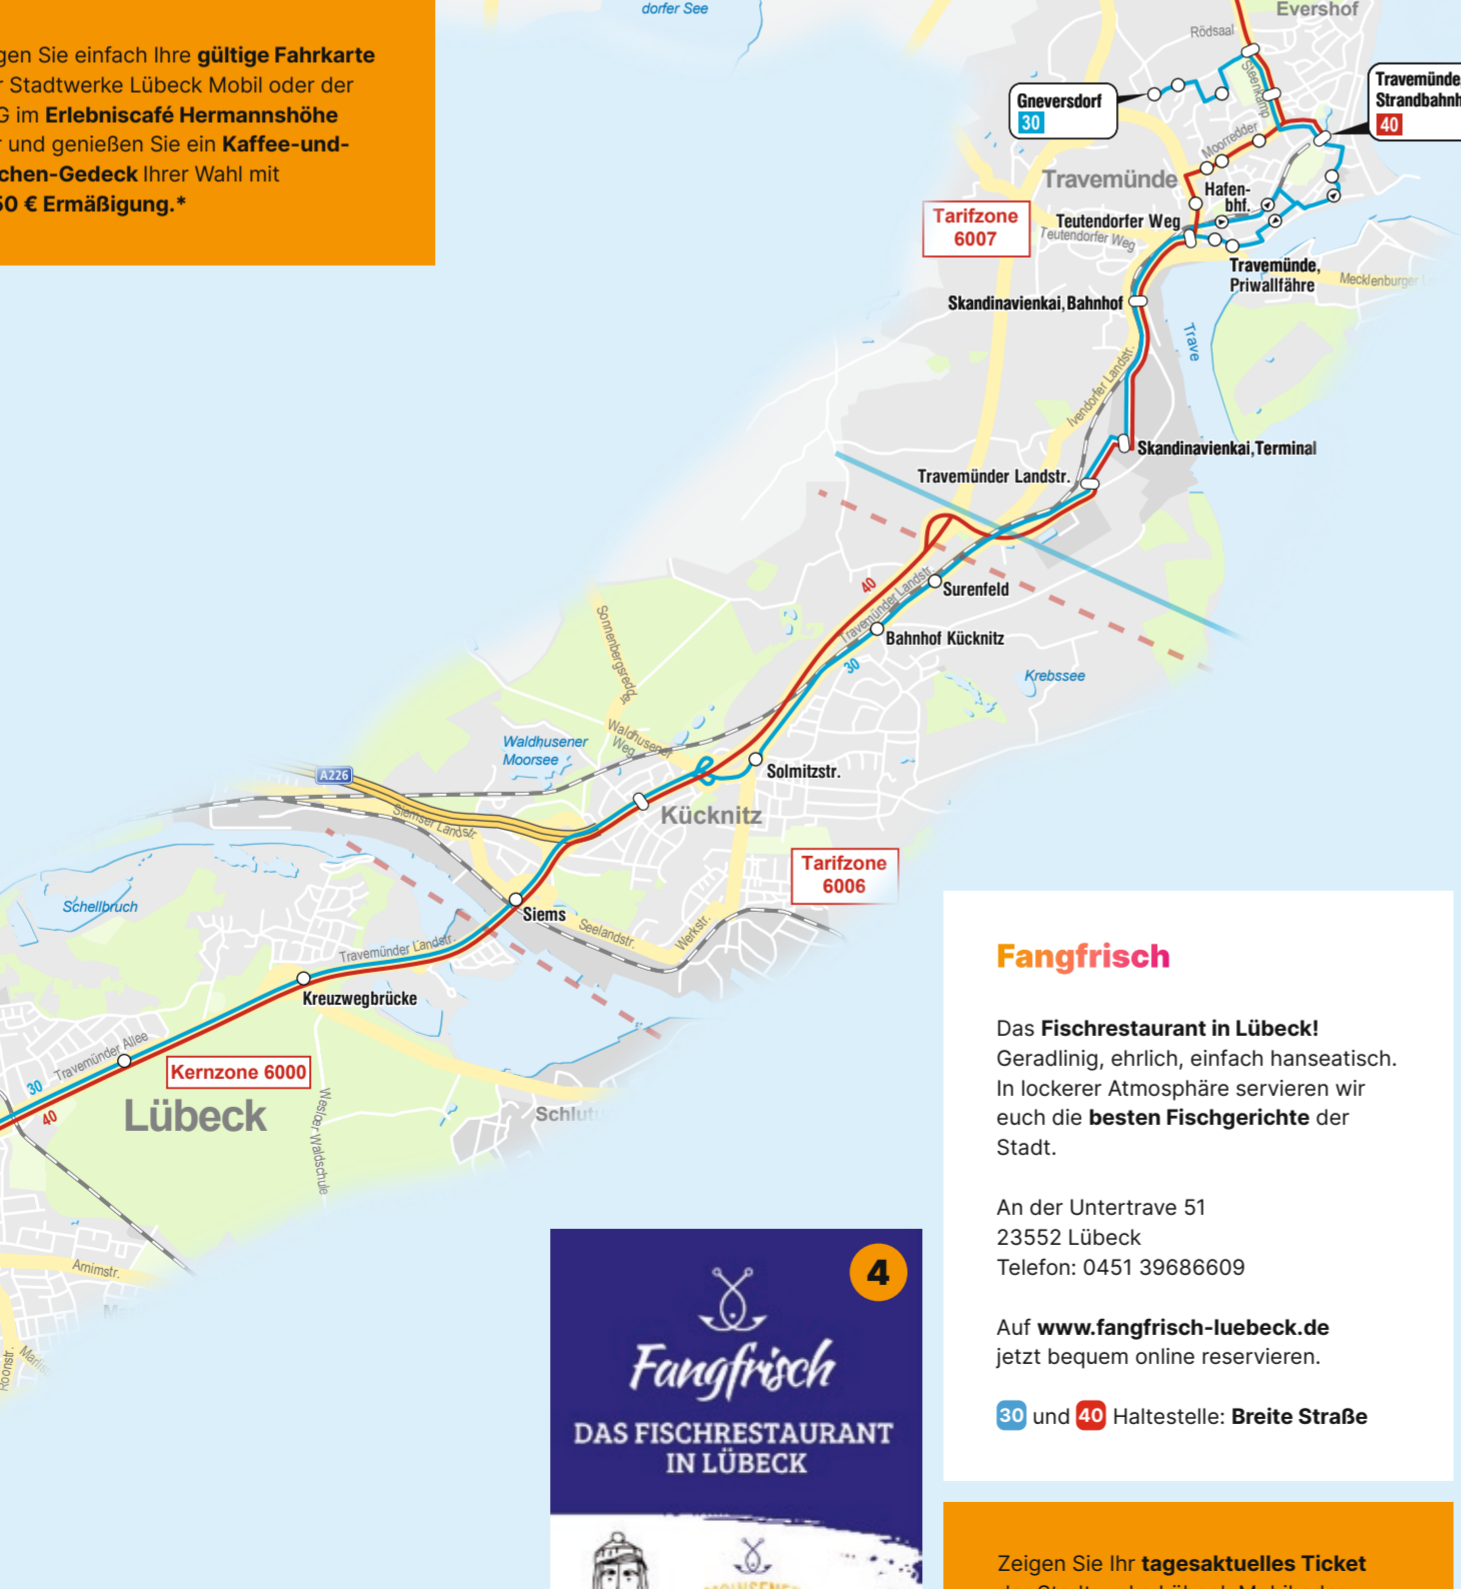 dorfer See
Evershof
Rödsaal
gen Sie einfach Ihre gültige Fahrkarte
Stadtwerke Lübeck Mobil oder der
im Erlebniscafé Hermannshöhe
und genießen Sie ein Kaffee-und-
chen-Gedeck Ihrer Wahl mit
50 € Ermäßigung.*
Steenkamp
Gneversdorf
30
Travemünde
Strandbahnh
40
Moorredder
Travemünde
Hafen-
bhf.
Tarifzone
6007
Teutendorfer Weg
Teutendorfer Weg
Travemünde,
Priwallfähre
Mecklenburger
Skandinavienkai, Bahnhof
Trave
Ivendorfer Landstr.
Skandinavienkai, Terminal
Travemünder Landstr.
40
Travemünder Landstr.
Surenfeld
Bahnhof Kücknitz
30
Krebssee
Sonnenbergsredder
Waldhusener
Weg
Waldhusener
Moorsee
A226
Solmitzstr.
Siemser Landstr.
Kücknitz
Tarifzone
6006
Schellbruch
Siems
Seelandstr.
Werkstr.
Travemünder Landstr.
Kreuzwegbrücke
Travemünder Allee
30
40
Kernzone 6000
Lübeck
Wesloer Waldschule
Schlutu
Arnimstr.
Roonstr.
Fangfrisch
Das Fischrestaurant in Lübeck!
Geradlinig, ehrlich, einfach hanseatisch.
In lockerer Atmosphäre servieren wir
euch die besten Fischgerichte der
Stadt.
An der Untertrave 51
23552 Lübeck
Telefon: 0451 39686609
Auf www.fangfrisch-luebeck.de
jetzt bequem online reservieren.
30 und 40 Haltestelle: Breite Straße
4
Fangfrisch
DAS FISCHRESTAURANT
IN LÜBECK
Zeigen Sie Ihr tagesaktuelles Ticket